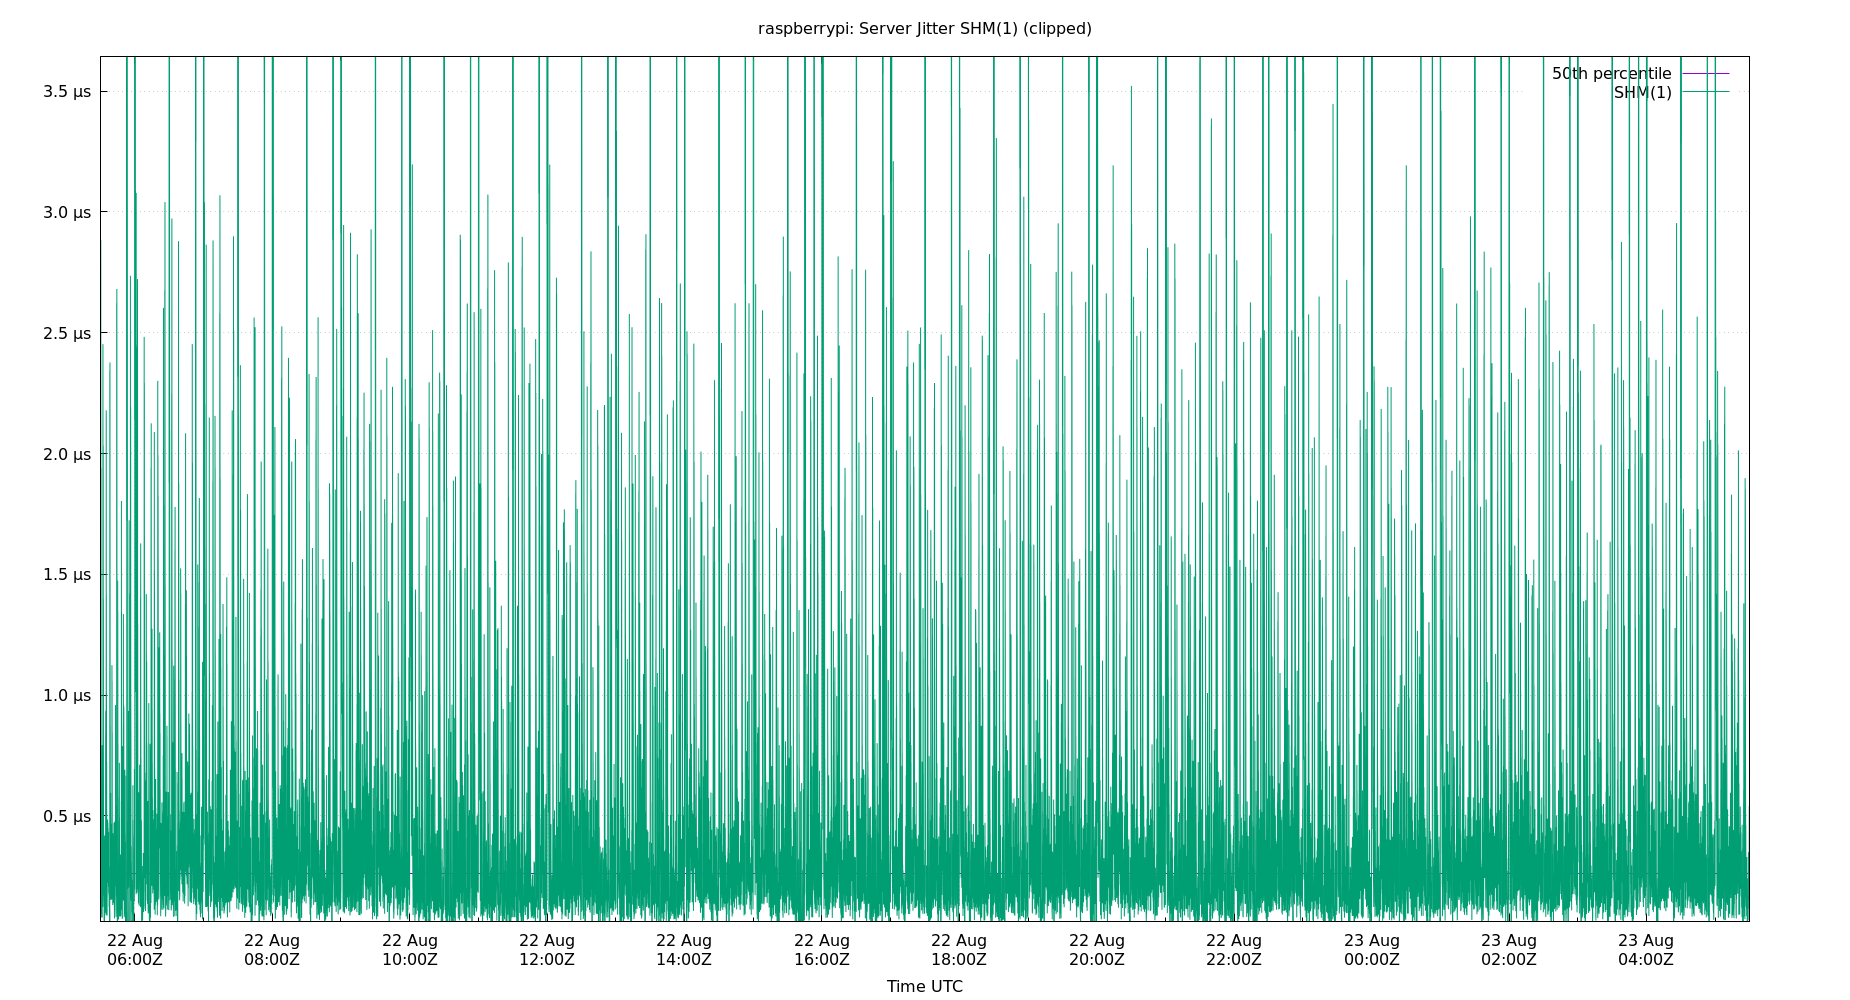 raspberrypi: Server Jitter SHM(1) (clipped)
50th percentile
SHM(1)
3.5 µs
3.0 µs
2.5 µs
2.0 µs
1.5 µs
1.0 µs
0.5 µs
22 Aug 22 Aug 22 Aug 22 Aug 22 Aug 22 Aug 22 Aug 22 Aug 22 Aug 23 Aug 23 Aug 23 Aug
06:00Z 08:00Z 10:00Z 12:00Z 14:00Z 16:00Z 18:00Z 20:00Z 22:00Z 00:00Z 02:00Z 04:00Z
Time UTC